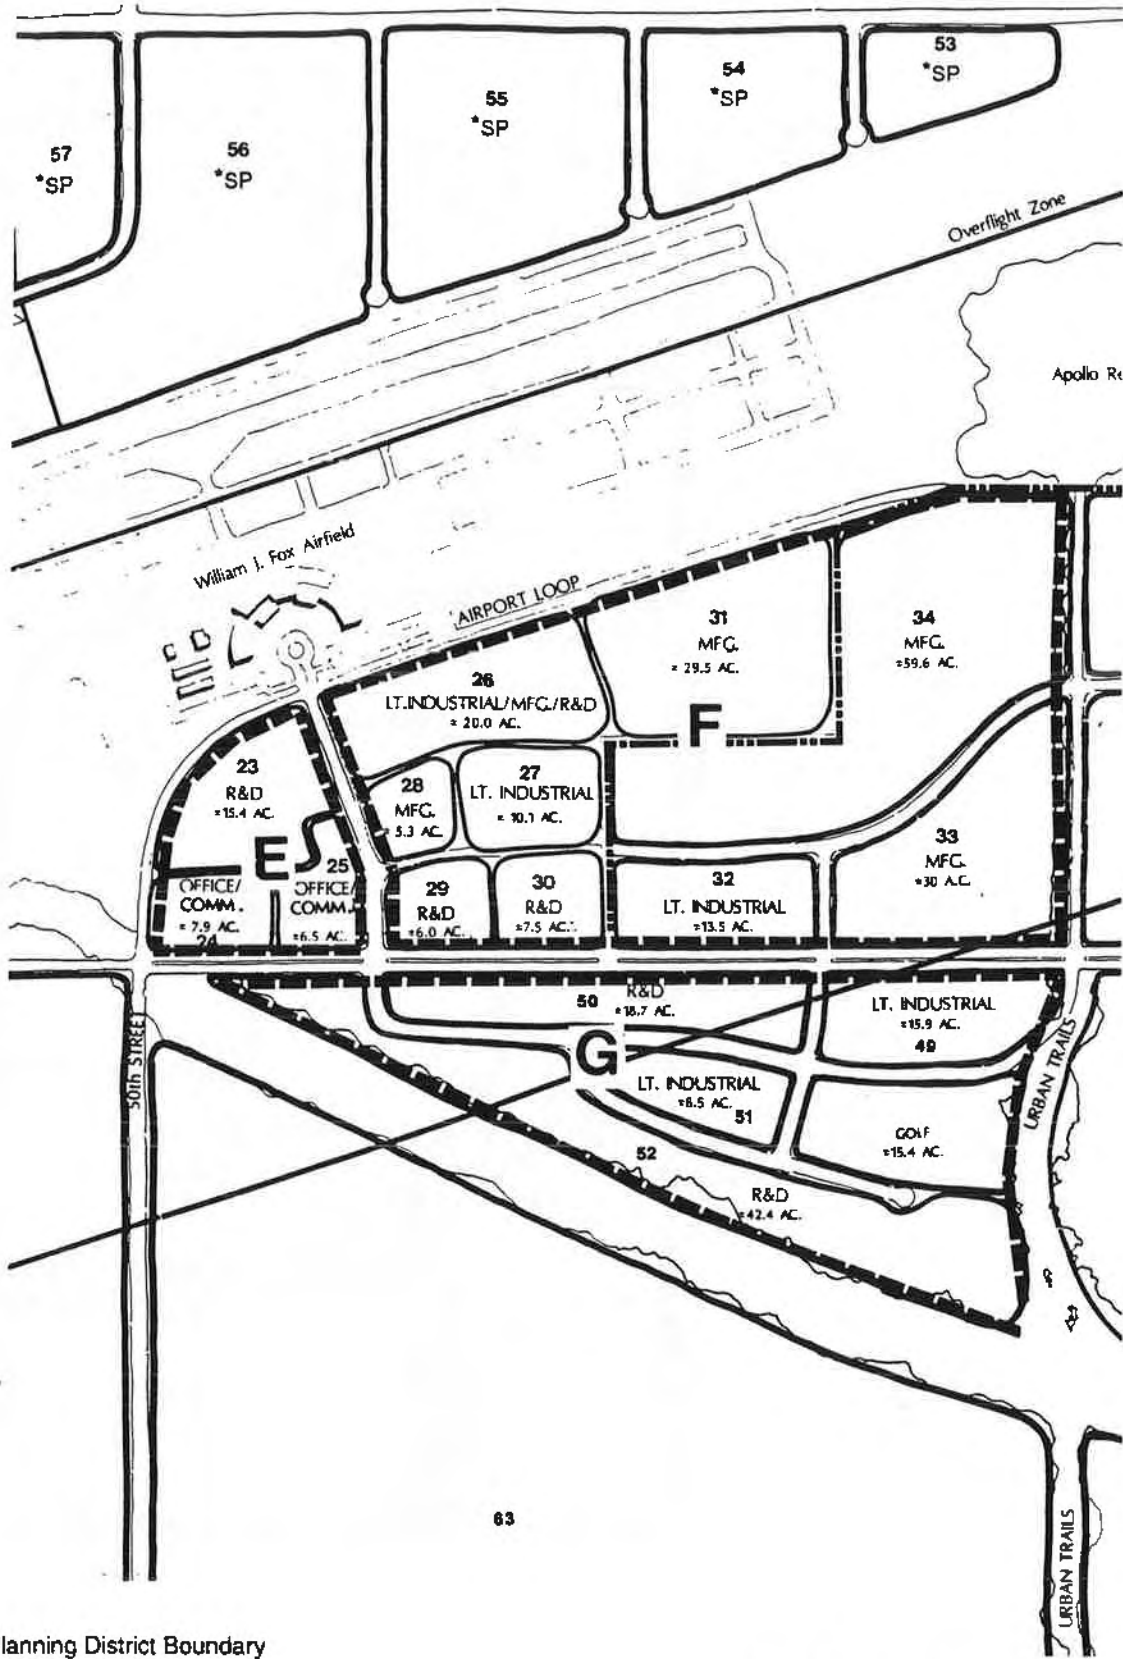 53
*SP
54
*SP
55
*SP
56
*SP
57
*SP
Overflight Zone
Apollo
William J. Fox Airfield
AIRPORT LOOP
31
MFG.
± 29.5 AC.
34
MFG.
±59.6 AC.
26
LT.INDUSTRIAL/MFG./R&D
± 20.0 AC.
F
23
R&D
±15.4 AC.
28
MFG.
± 5.3 AC.
27
LT. INDUSTRIAL
± 10.1 AC.
E
25
OFFICE/
COMM.
± 7.9 AC.
24
OFFICE/
COMM.
±6.5 AC.
29
R&D
±6.0 AC.
30
R&D
±7.5 AC.
32
LT. INDUSTRIAL
±13.5 AC.
33
MFG.
±30 AC.
50
R&D
±18.7 AC.
LT. INDUSTRIAL
±15.9 AC.
49
G
50th STREET
LT. INDUSTRIAL
±8.5 AC.
51
URBAN TRAILS
GOLF
±15.4 AC.
52
R&D
±42.4 AC.
63
URBAN TRAILS
lanning District Boundary